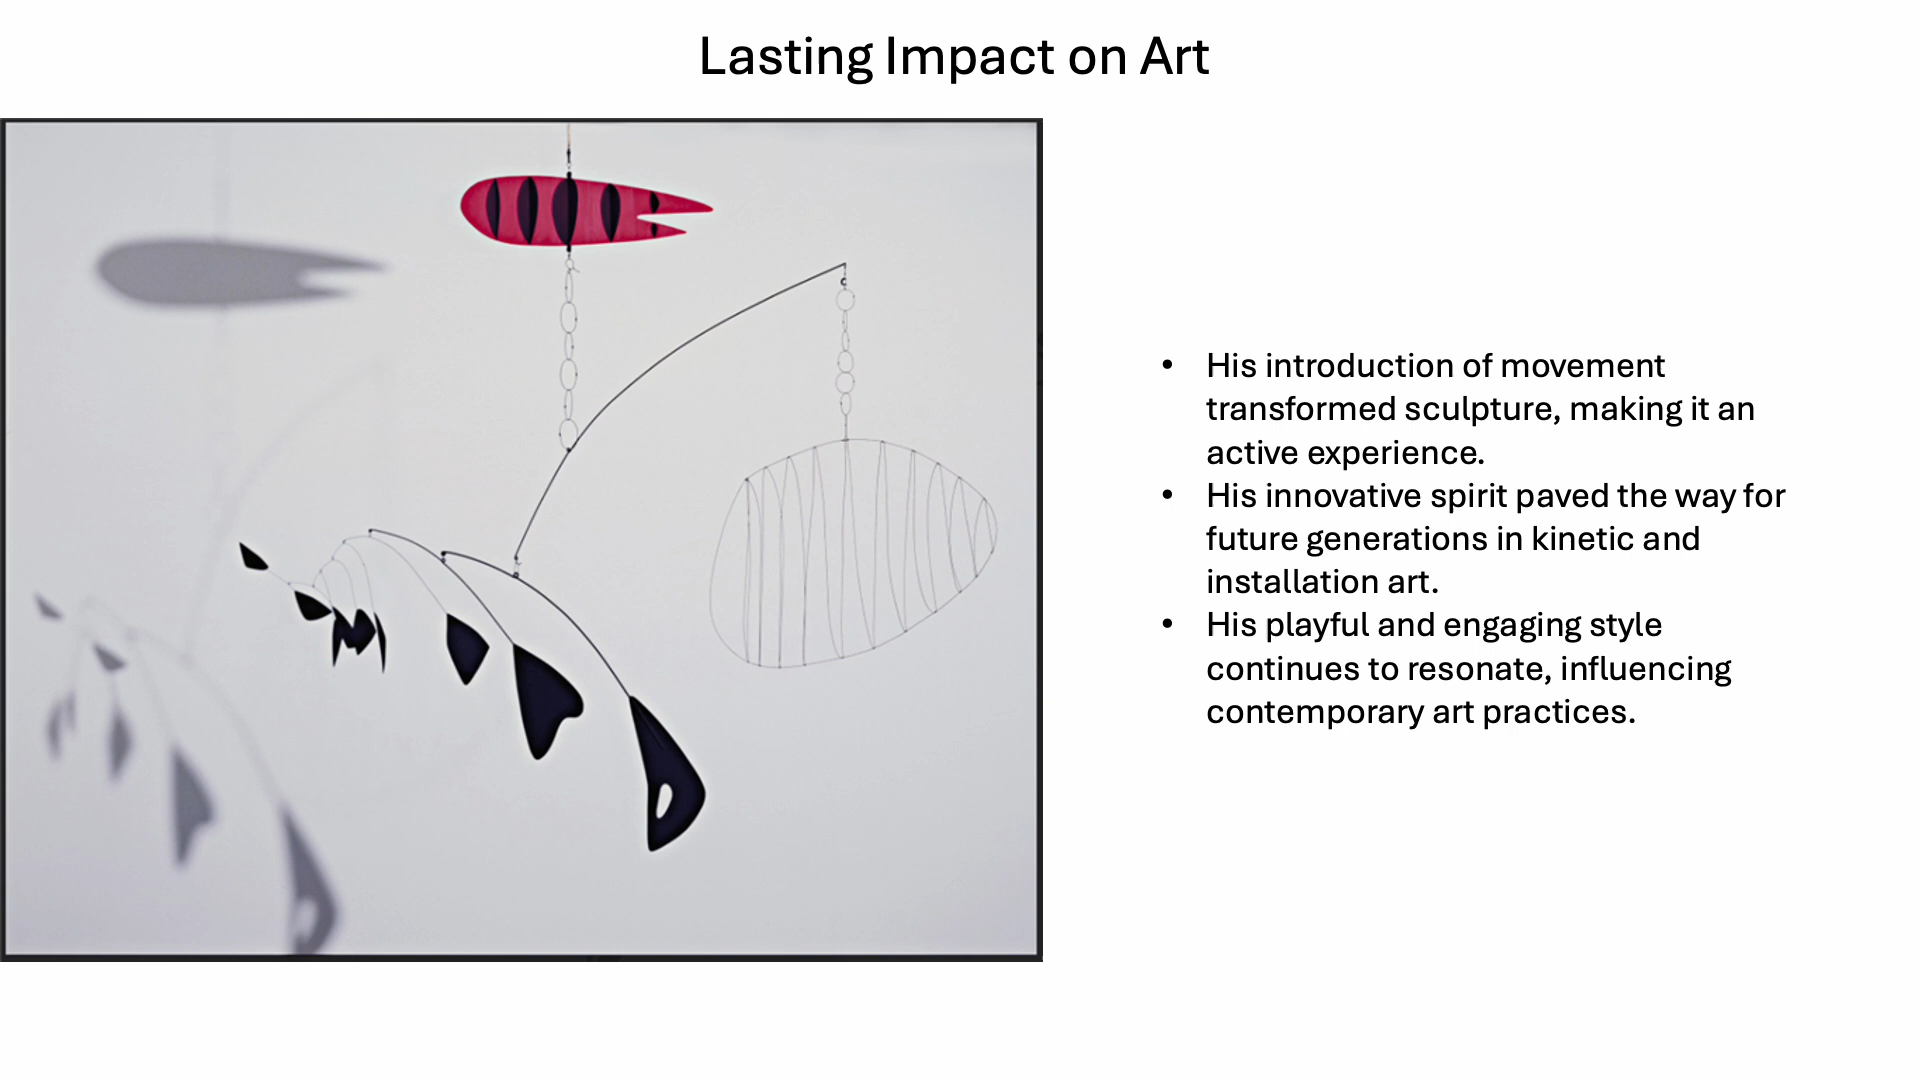 Lasting Impact on Art
• His introduction of movement
transformed sculpture, making it an
active experience.
• His innovative spirit paved the way for
future generations in kinetic and
installation art.
• His playful and engaging style
continues to resonate, influencing
contemporary art practices.